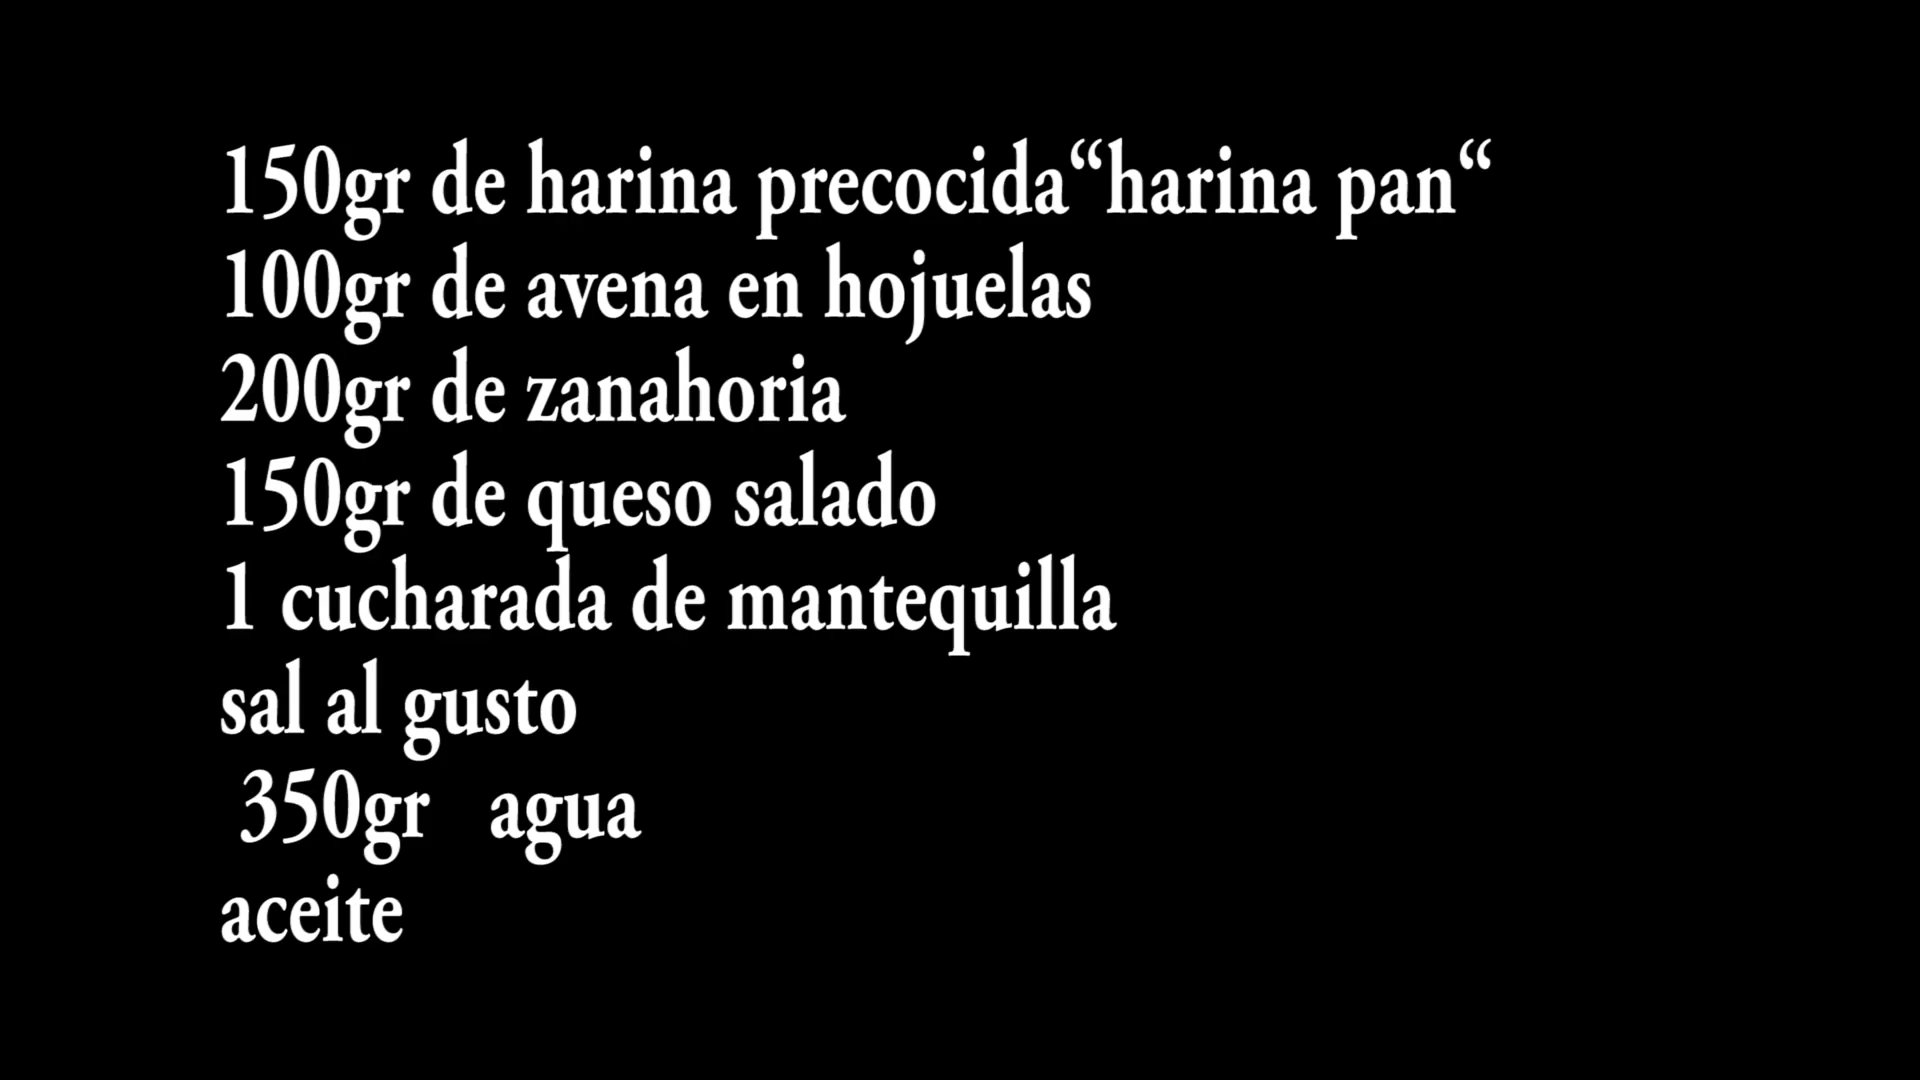 150gr de harina precocida“harina pan“
100gr de avena en hojuelas
200gr de zanahoria
150gr de queso salado
1 cucharada de mantequilla
sal al gusto
350gr   agua
aceite